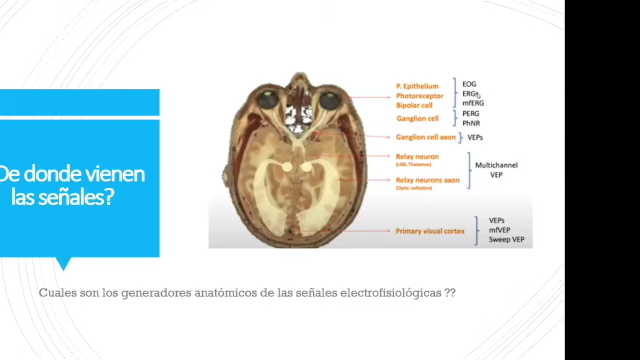 De donde vienen
las señales?
P. Epithelium
Photoreceptor
Bipolar cell
EOG
ERG
mfERG
Ganglion cell
PERG
PhNR
Ganglion cell axon
VEPs
Relay neuron
(LGB: Thalamus)
Relay neurons axon
(Optic radiation)
Multichannel
VEP
Primary visual cortex
VEPs
mfVEP
Sweep VEP
Cuales son los generadores anatómicos de las señales electrofisiológicas ??